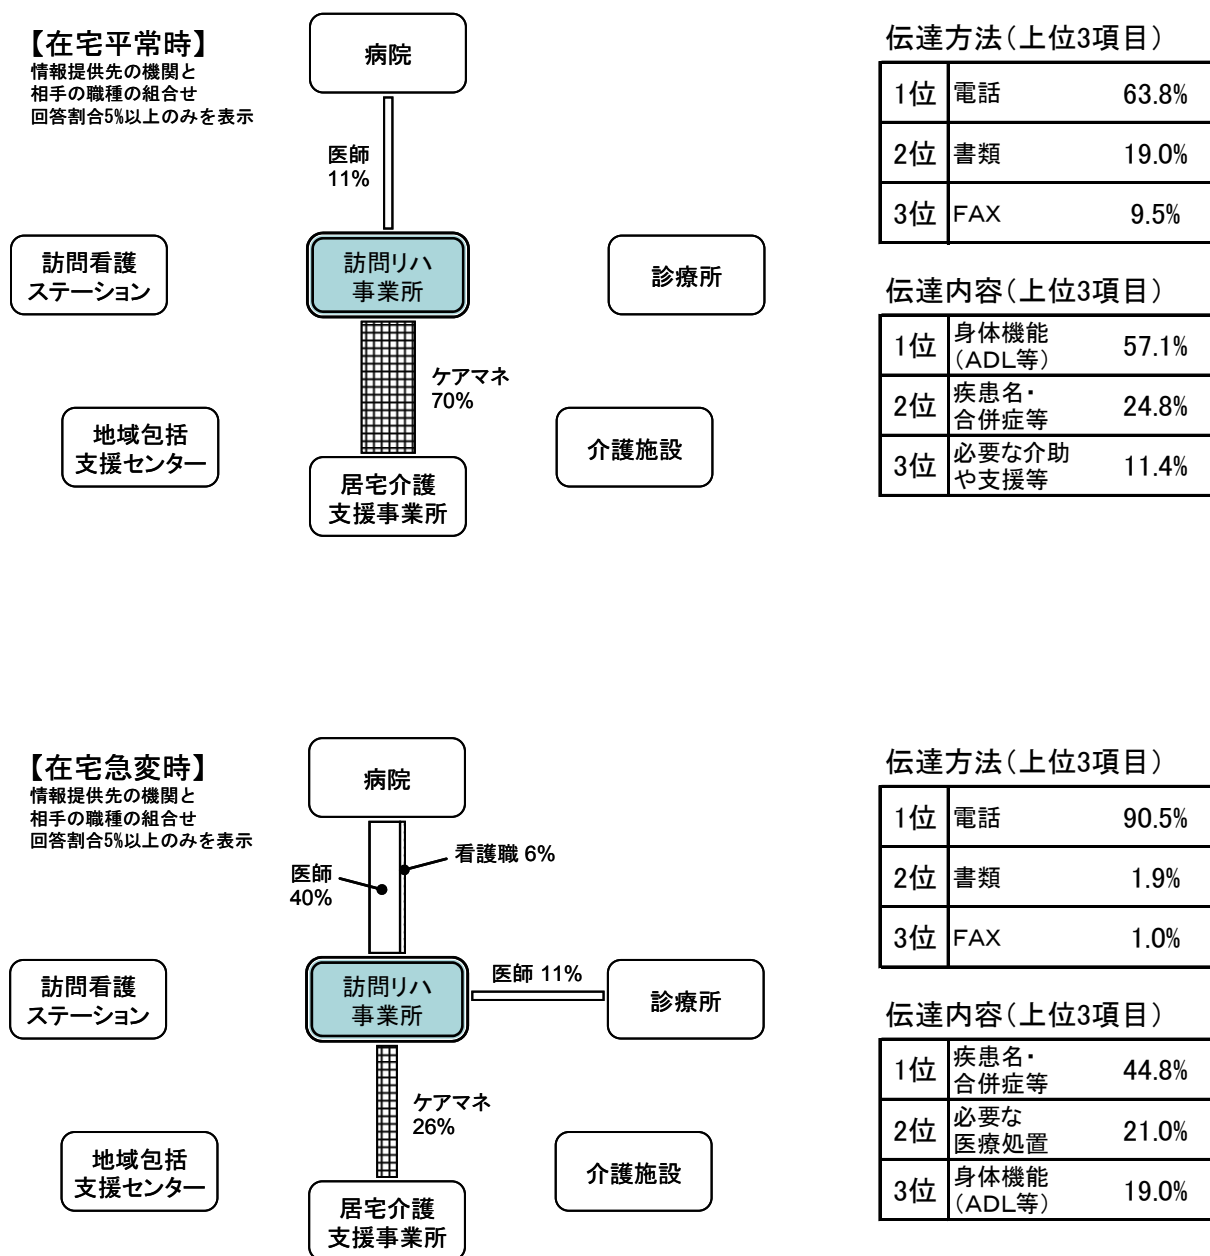 【在宅平常時】
情報提供先の機関と
相手の職種の組合せ
回答割合5%以上のみを表示
病院
医師
11%
訪問看護
ステーション
訪問リハ
事業所
診療所
ケアマネ
70%
地域包括
支援センター
居宅介護
支援事業所
介護施設
伝達方法(上位3項目)
1位 電話 63.8%
2位 書類 19.0%
3位 FAX 9.5%
伝達内容(上位3項目)
1位 身体機能
(ADL等) 57.1%
2位 疾患名・
合併症等 24.8%
3位 必要な介助
や支援等 11.4%
【在宅急変時】
情報提供先の機関と
相手の職種の組合せ
回答割合5%以上のみを表示
病院
医師
40%
看護職 6%
訪問看護
ステーション
訪問リハ
事業所
医師 11%
診療所
ケアマネ
26%
地域包括
支援センター
居宅介護
支援事業所
介護施設
伝達方法(上位3項目)
1位 電話 90.5%
2位 書類 1.9%
3位 FAX 1.0%
伝達内容(上位3項目)
1位 疾患名・
合併症等 44.8%
2位 必要な
医療処置 21.0%
3位 身体機能
(ADL等) 19.0%